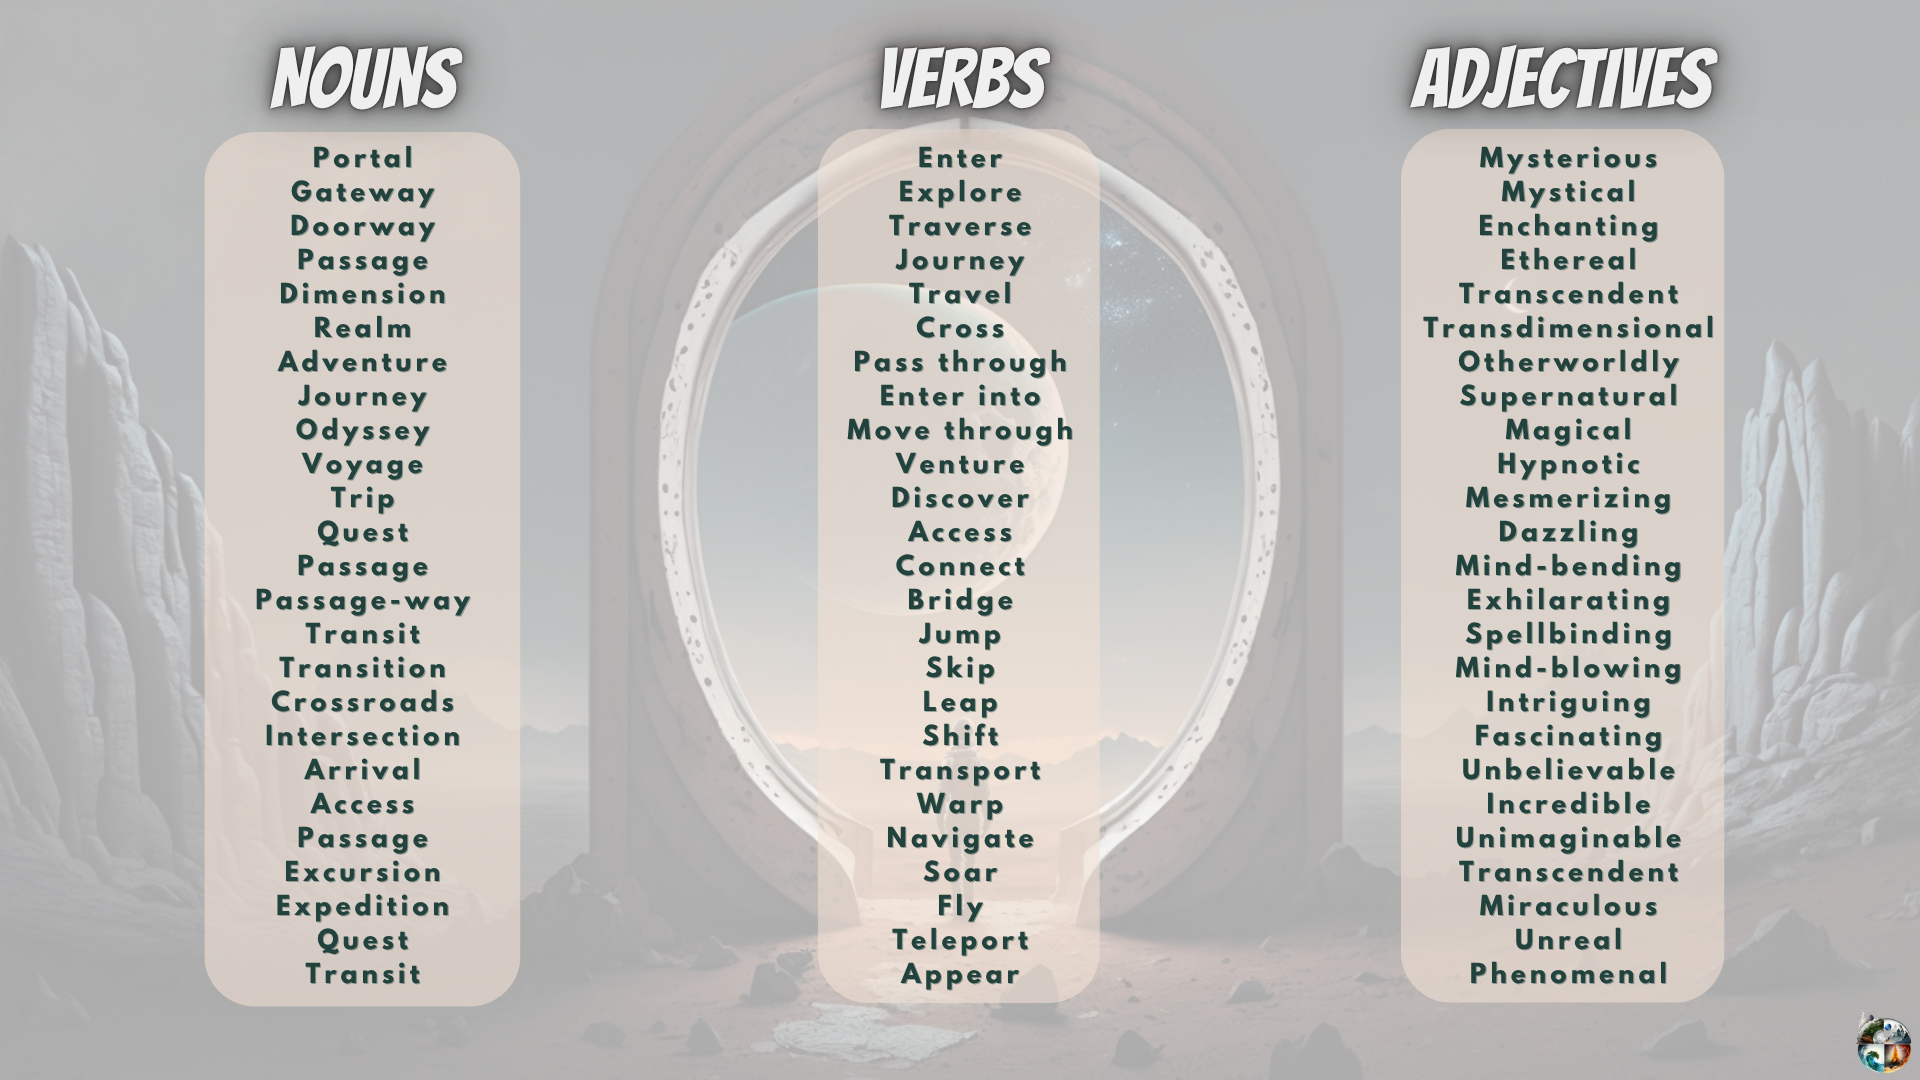 NOUNS
Portal
Gateway
Doorway
Passage
Dimension
Realm
Adventure
Journey
Odyssey
Voyage
Trip
Quest
Passage
Passage-way
Transit
Transition
Crossroads
Intersection
Arrival
Access
Passage
Excursion
Expedition
Quest
Transit
VERBS
Enter
Explore
Traverse
Journey
Travel
Cross
Pass through
Enter into
Move through
Venture
Discover
Access
Connect
Bridge
Jump
Skip
Leap
Shift
Transport
Warp
Navigate
Soar
Fly
Teleport
Appear
ADJECTIVES
Mysterious
Mystical
Enchanting
Ethereal
Transcendent
Transdimensional
Otherworldly
Supernatural
Magical
Hypnotic
Mesmerizing
Dazzling
Mind-bending
Exhilarating
Spellbinding
Mind-blowing
Intriguing
Fascinating
Unbelievable
Incredible
Unimaginable
Transcendent
Miraculous
Unreal
Phenomenal